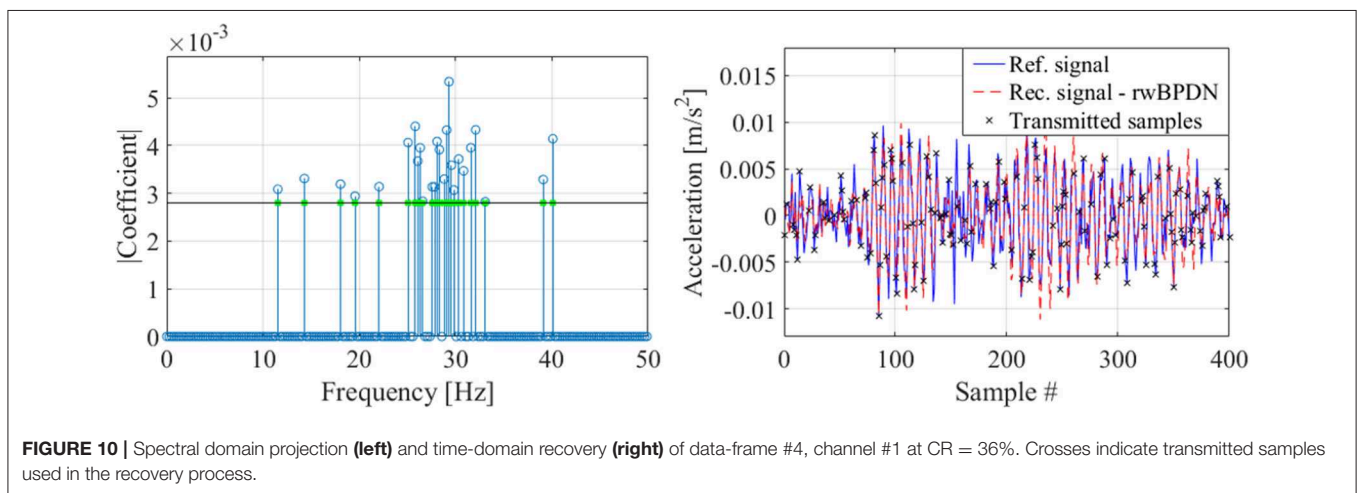 ×10⁻³
5
4
3
2
1
0
|Coefficient|
0 10 20 30 40 50
Frequency [Hz]
0.015
0.01
0.005
0
-0.005
-0.01
Acceleration [m/s²]
Ref. signal
Rec. signal - rwBPDN
Transmitted samples
0 100 200 300 400
Sample #
FIGURE 10 | Spectral domain projection (left) and time-domain recovery (right) of data-frame #4, channel #1 at CR = 36%. Crosses indicate transmitted samples
used in the recovery process.